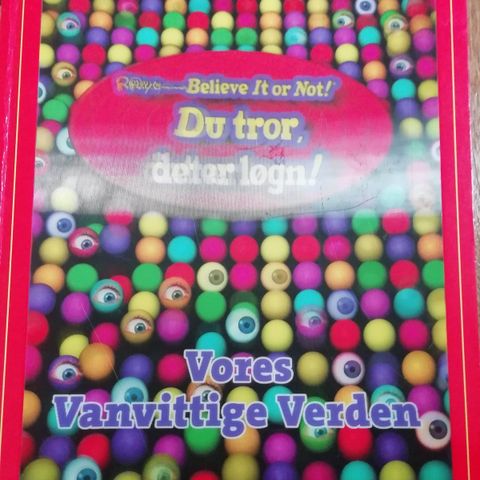 Ripley's Believe It or Not!
Du tror,
det er løgn!
Vores
Vanvittige Verden